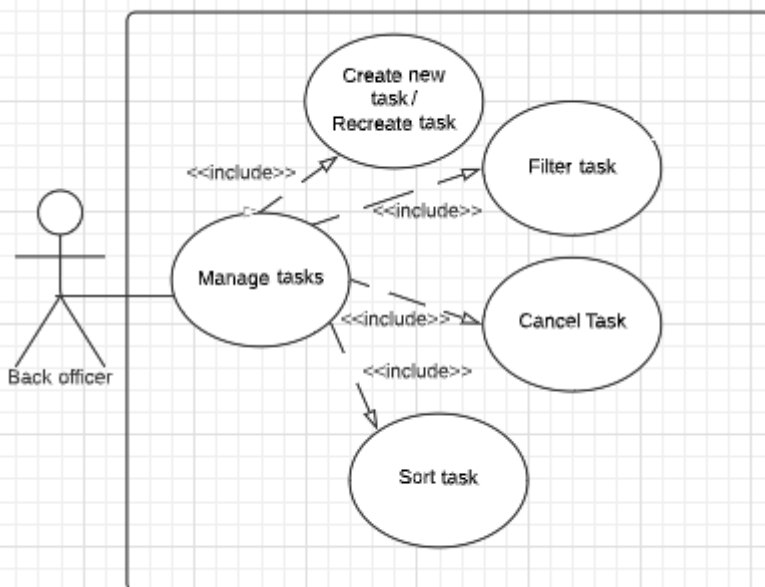 Create new
task /
Recreate task
<<include>>
Filter task
<<include>>
Manage tasks
<<include>>
Cancel Task
<<include>>
Back officer
Sort task